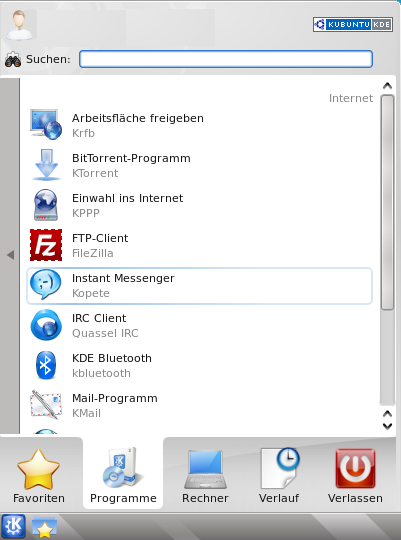 KUBUNTU KDE
Suchen:
Internet
Arbeitsfläche freigeben
Krfb
BitTorrent-Programm
KTorrent
Einwahl ins Internet
KPPP
FTP-Client
FileZilla
Instant Messenger
Kopete
IRC Client
Quassel IRC
KDE Bluetooth
kbluetooth
Mail-Programm
KMail
Favoriten
Programme
Rechner
Verlauf
Verlassen